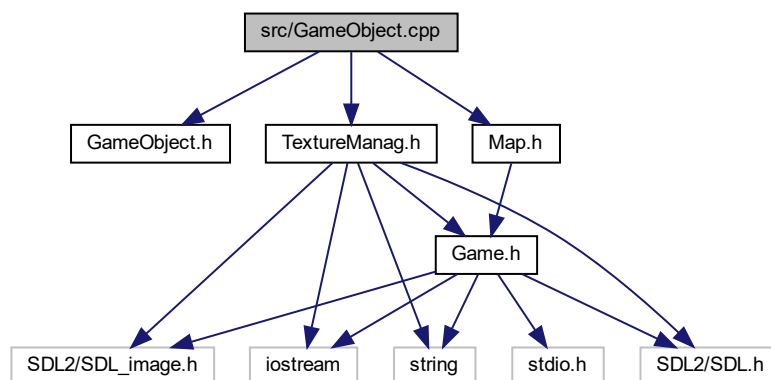 src/GameObject.cpp
GameObject.h
TextureManag.h
Map.h
Game.h
SDL2/SDL_image.h
iostream
string
stdio.h
SDL2/SDL.h